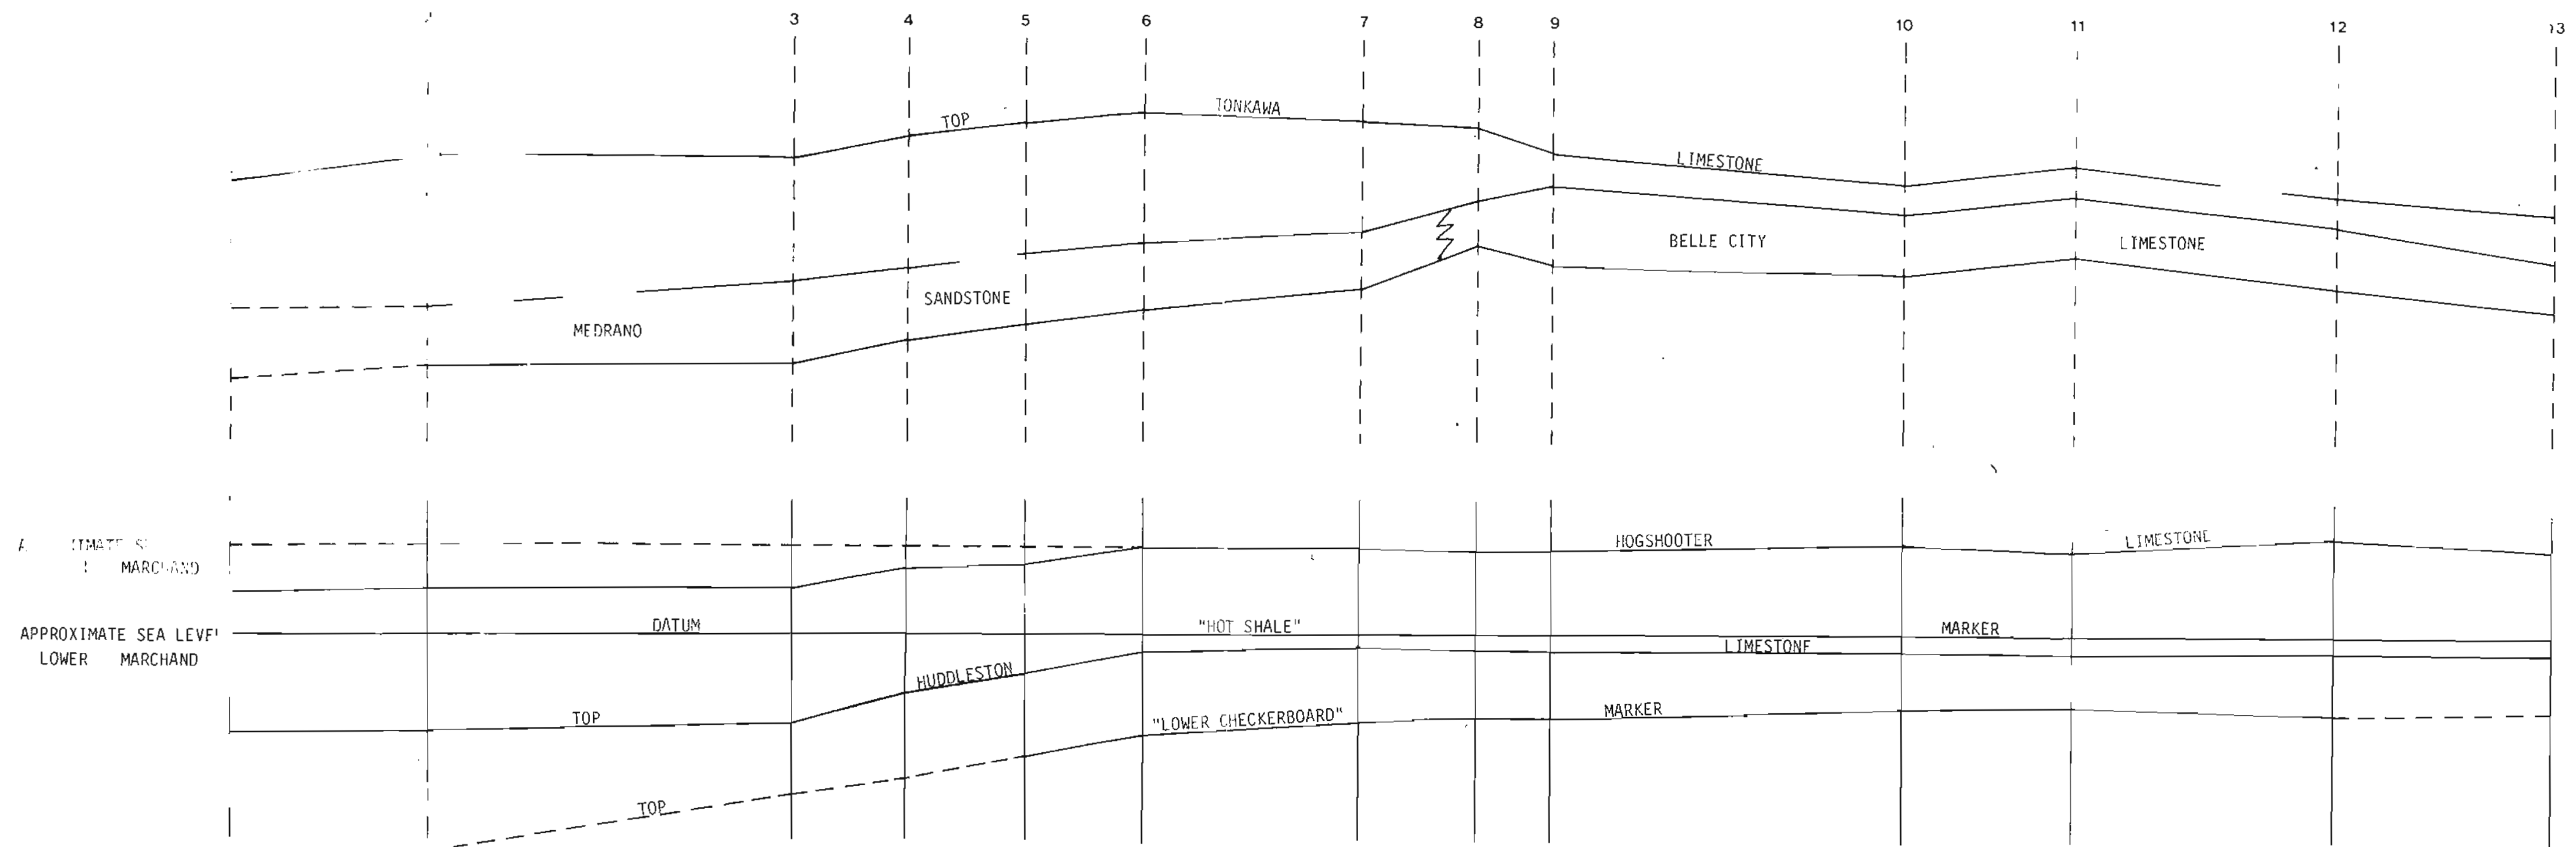 3 4 5 6 7 8 9 10 11 12 13
TOP TONKAWA LIMESTONE
BELLE CITY LIMESTONE
SANDSTONE
MEDRANO
HOGSHOOTER LIMESTONE
MARCHAND
DATUM "HOT SHALE" MARKER
APPROXIMATE SEA LEVEL
LOWER MARCHAND
LIMESTONE
TOP HUDDLESTON
TOP "LOWER CHECKERBOARD" MARKER